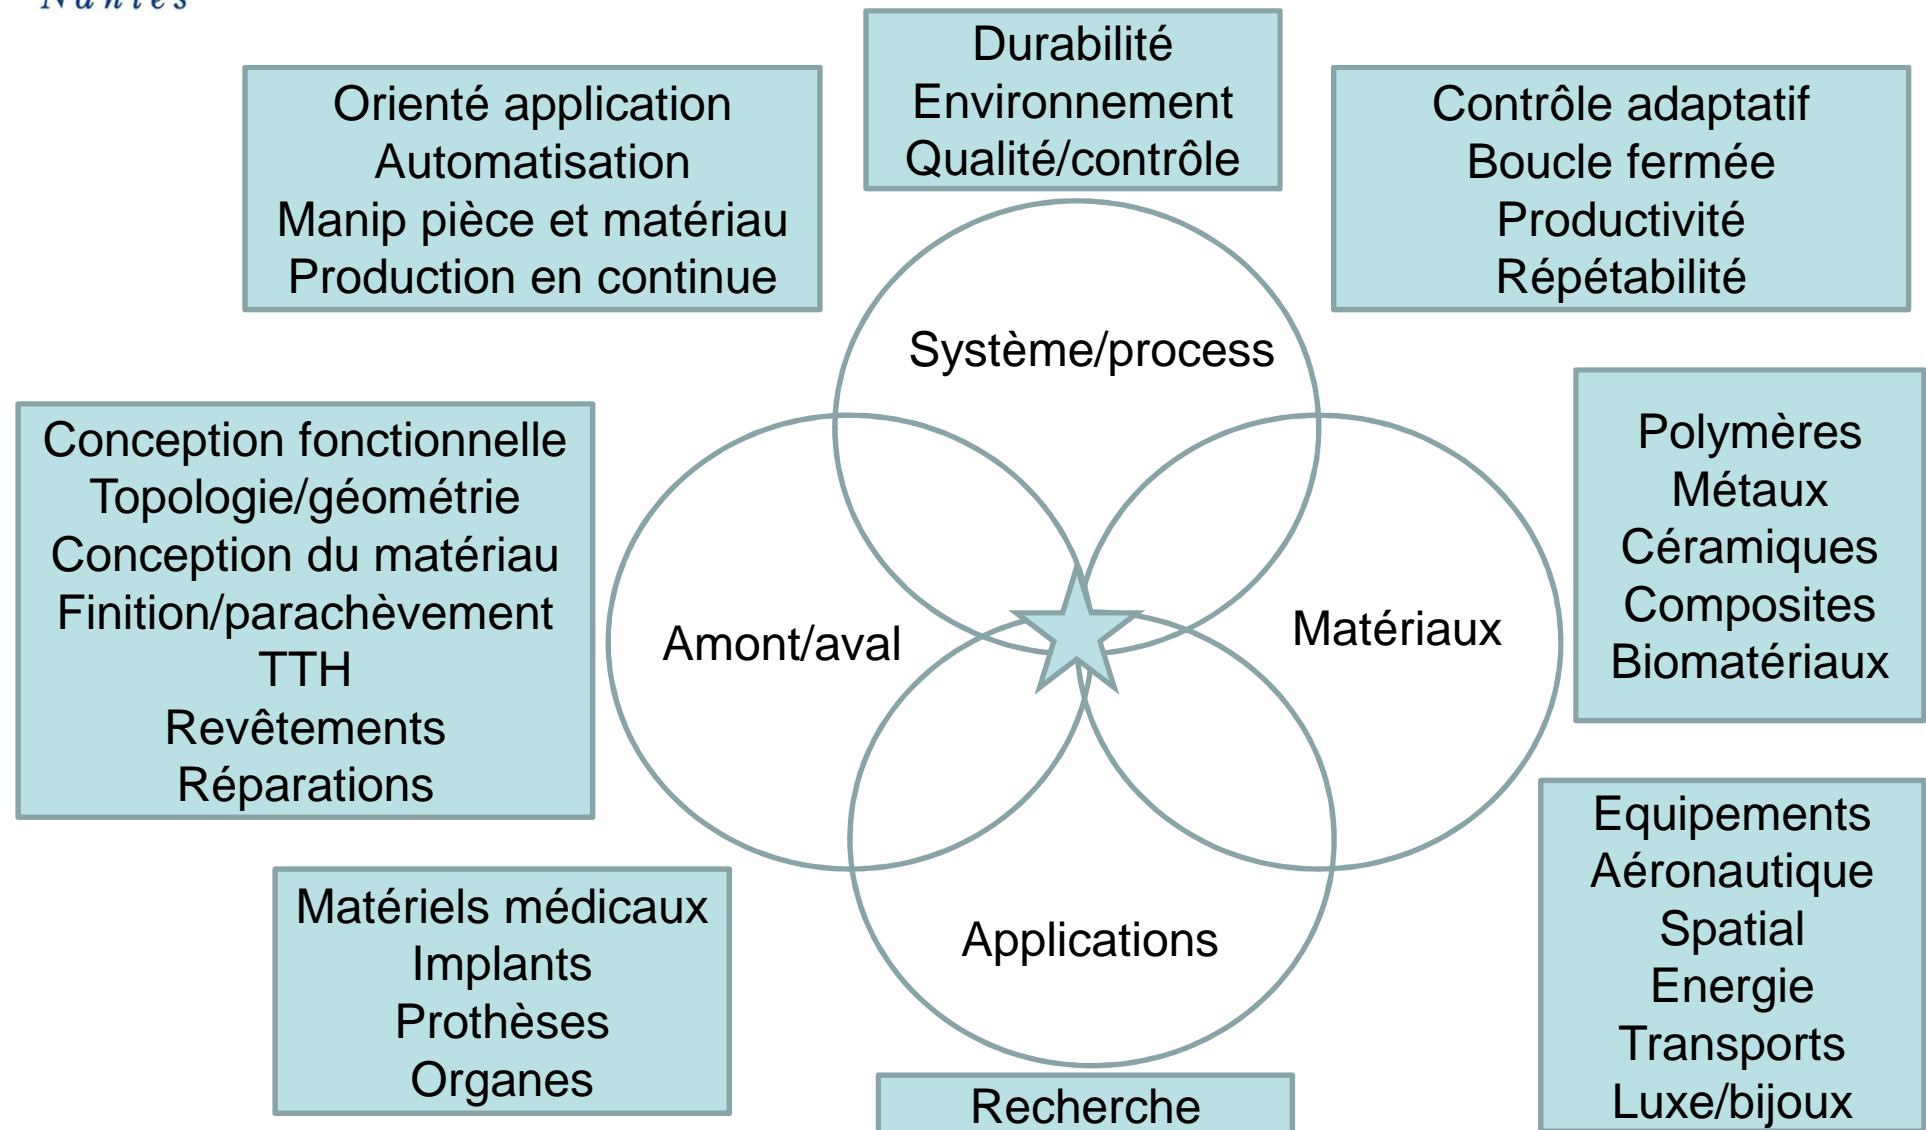 Nantes
Durabilité
Environnement
Qualité/contrôle
Orienté application
Automatisation
Manip pièce et matériau
Production en continue
Contrôle adaptatif
Boucle fermée
Productivité
Répétabilité
Système/process
Conception fonctionnelle
Topologie/géométrie
Conception du matériau
Finition/parachèvement
TTH
Revêtements
Réparations
Amont/aval
Matériaux
Polymères
Métaux
Céramiques
Composites
Biomatériaux
Applications
Matériels médicaux
Implants
Prothèses
Organes
Equipements
Aéronautique
Spatial
Energie
Transports
Luxe/bijoux
Recherche